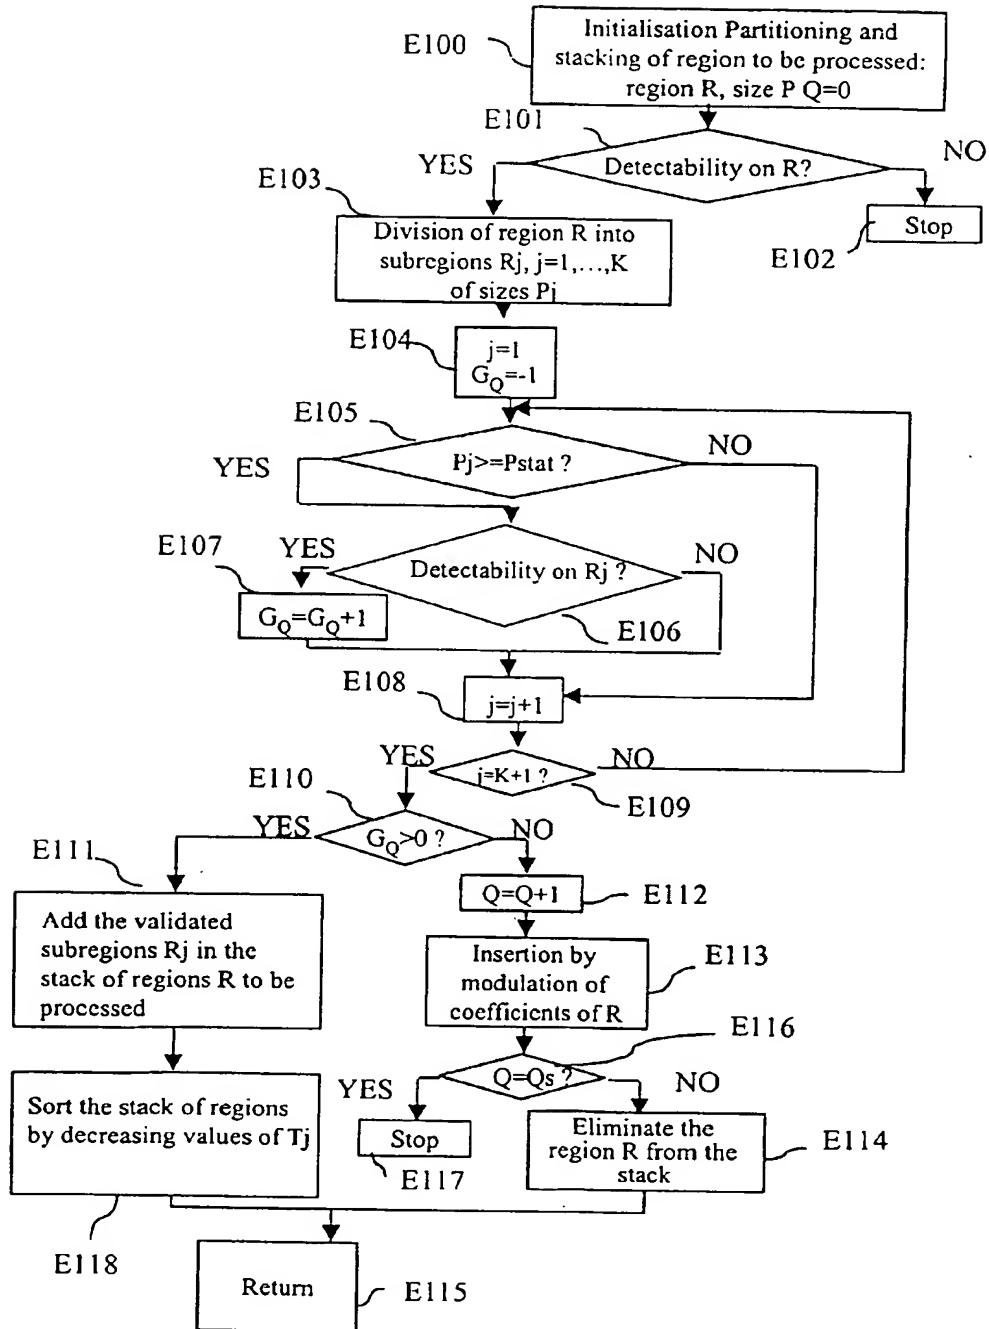 E100
Initialisation Partitioning and
stacking of region to be processed:
region R, size P Q=0
E101
YES
Detectability on R?
NO
E103
Stop
E102
Division of region R into
subregions Rj, j=1,...,K
of sizes Pj
E104
j=1
GQ=-1
E105
YES
Pj>=Pstat ?
NO
E107
YES
Detectability on Rj ?
NO
GQ=GQ+1
E106
E108
j=j+1
YES
j=K+1 ?
NO
E109
E110
YES
GQ>0 ?
NO
E111
Q=Q+1
E112
Add the validated
subregions Rj in the
stack of regions R to be
processed
Insertion by
modulation of
coefficients of R
E113
E116
YES
Q=Qs ?
NO
Sort the stack of regions
by decreasing values of Tj
Stop
E117
Eliminate the
region R from the
stack
E114
E118
Return
E115